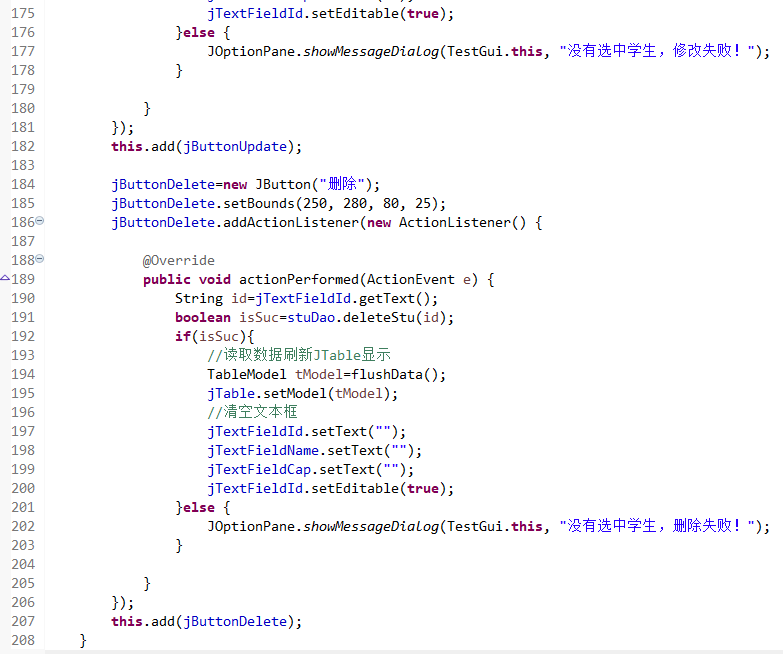 175 jTextFieldId.setEditable(true);
176 }else {
177 JOptionPane.showMessageDialog(TestGui.this, "没有选中学生，修改失败！");
178 }
179
180 }
181 });
182 this.add(jButtonUpdate);
183
184 jButtonDelete=new JButton("删除");
185 jButtonDelete.setBounds(250, 280, 80, 25);
186 jButtonDelete.addActionListener(new ActionListener() {
187
188 @Override
189 public void actionPerformed(ActionEvent e) {
190 String id=jTextFieldId.getText();
191 boolean isSuc=stuDao.deleteStu(id);
192 if(isSuc){
193 //读取数据刷新JTable显示
194 TableModel tModel=flushData();
195 jTable.setModel(tModel);
196 //清空文本框
197 jTextFieldId.setText("");
198 jTextFieldName.setText("");
199 jTextFieldCap.setText("");
200 jTextFieldId.setEditable(true);
201 }else {
202 JOptionPane.showMessageDialog(TestGui.this, "没有选中学生，删除失败！");
203 }
204
205 }
206 });
207 this.add(jButtonDelete);
208 }